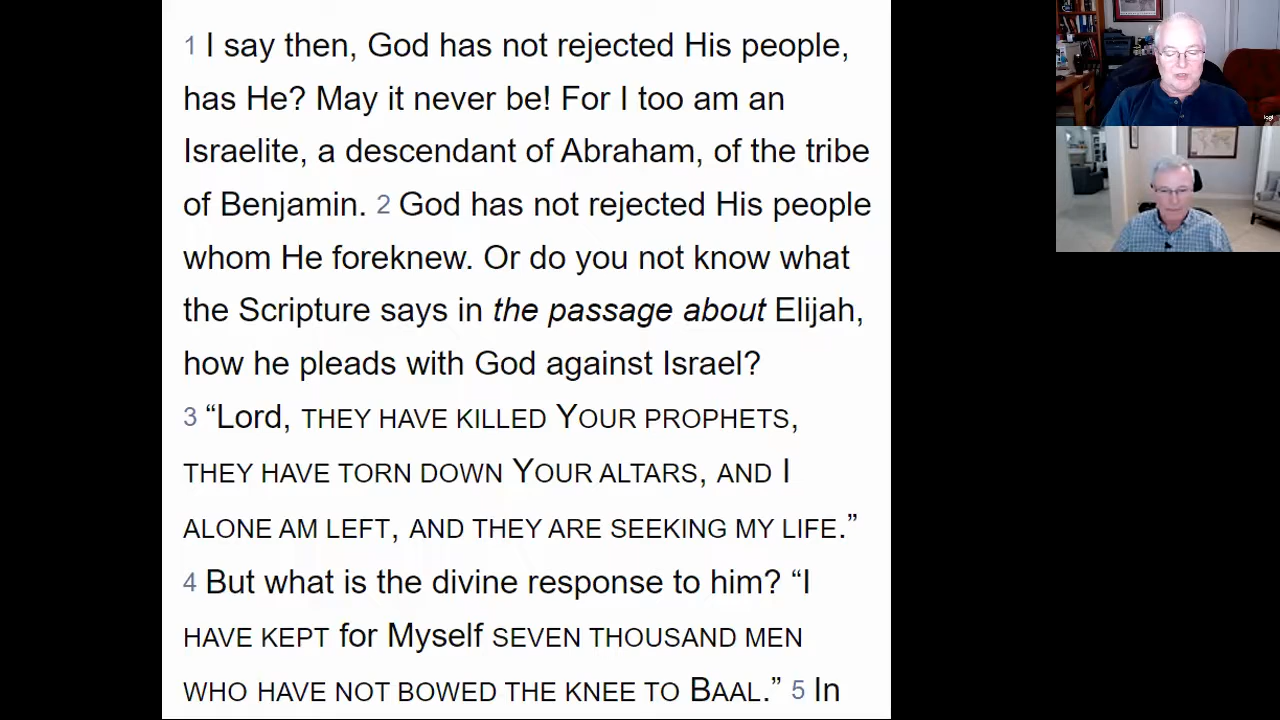 1 I say then, God has not rejected His people,
has He? May it never be! For I too am an
Israelite, a descendant of Abraham, of the tribe
of Benjamin. 2 God has not rejected His people
whom He foreknew. Or do you not know what
the Scripture says in the passage about Elijah,
how he pleads with God against Israel?
3 “Lord, THEY HAVE KILLED YOUR PROPHETS,
THEY HAVE TORN DOWN YOUR ALTARS, AND I
ALONE AM LEFT, AND THEY ARE SEEKING MY LIFE.”
4 But what is the divine response to him? “I
HAVE KEPT for Myself SEVEN THOUSAND MEN
WHO HAVE NOT BOWED THE KNEE TO BAAL.” 5 In